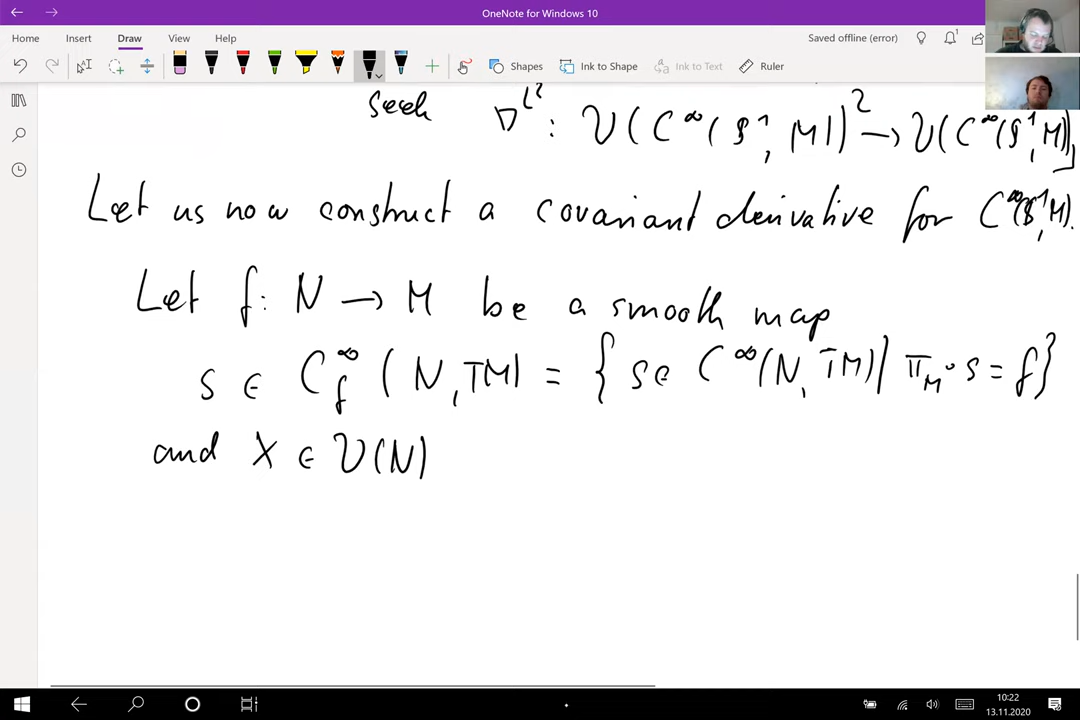 OneNote for Windows 10
Home Insert Draw View Help Saved offline (error)
Shapes Ink to Shape Ink to Text Ruler
seek ∇^{L²} : 𝒱(C^∞(S¹, M))² → 𝒱(C^∞(S¹, M))
Let us now construct a covariant derivative for C^∞(S¹, M).
Let f: N → M be a smooth map
s ∈ C_f^∞(N, TM) = { s ∈ C^∞(N, TM) | π_M ∘ s = f }
and X ∈ 𝒱(N)
10:22
13.11.2020